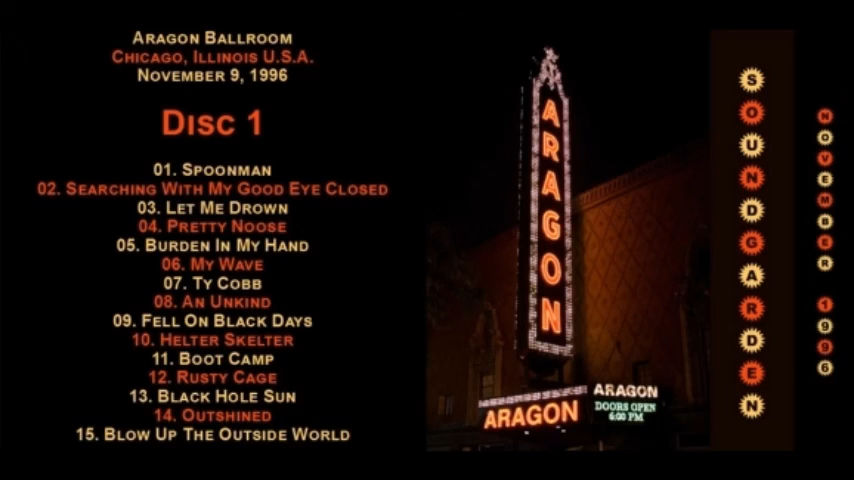 Aragon Ballroom
Chicago, Illinois U.S.A.
November 9, 1996
Disc 1
01. Spoonman
02. Searching With My Good Eye Closed
03. Let Me Drown
04. Pretty Noose
05. Burden In My Hand
06. My Wave
07. Ty Cobb
08. An Unkind
09. Fell On Black Days
10. Helter Skelter
11. Boot Camp
12. Rusty Cage
13. Black Hole Sun
14. Outshined
15. Blow Up The Outside World
ARAGON
ARAGON
ARAGON
DOORS OPEN
6:00 PM
SOUNDGARDEN
NOVEMBER 1996